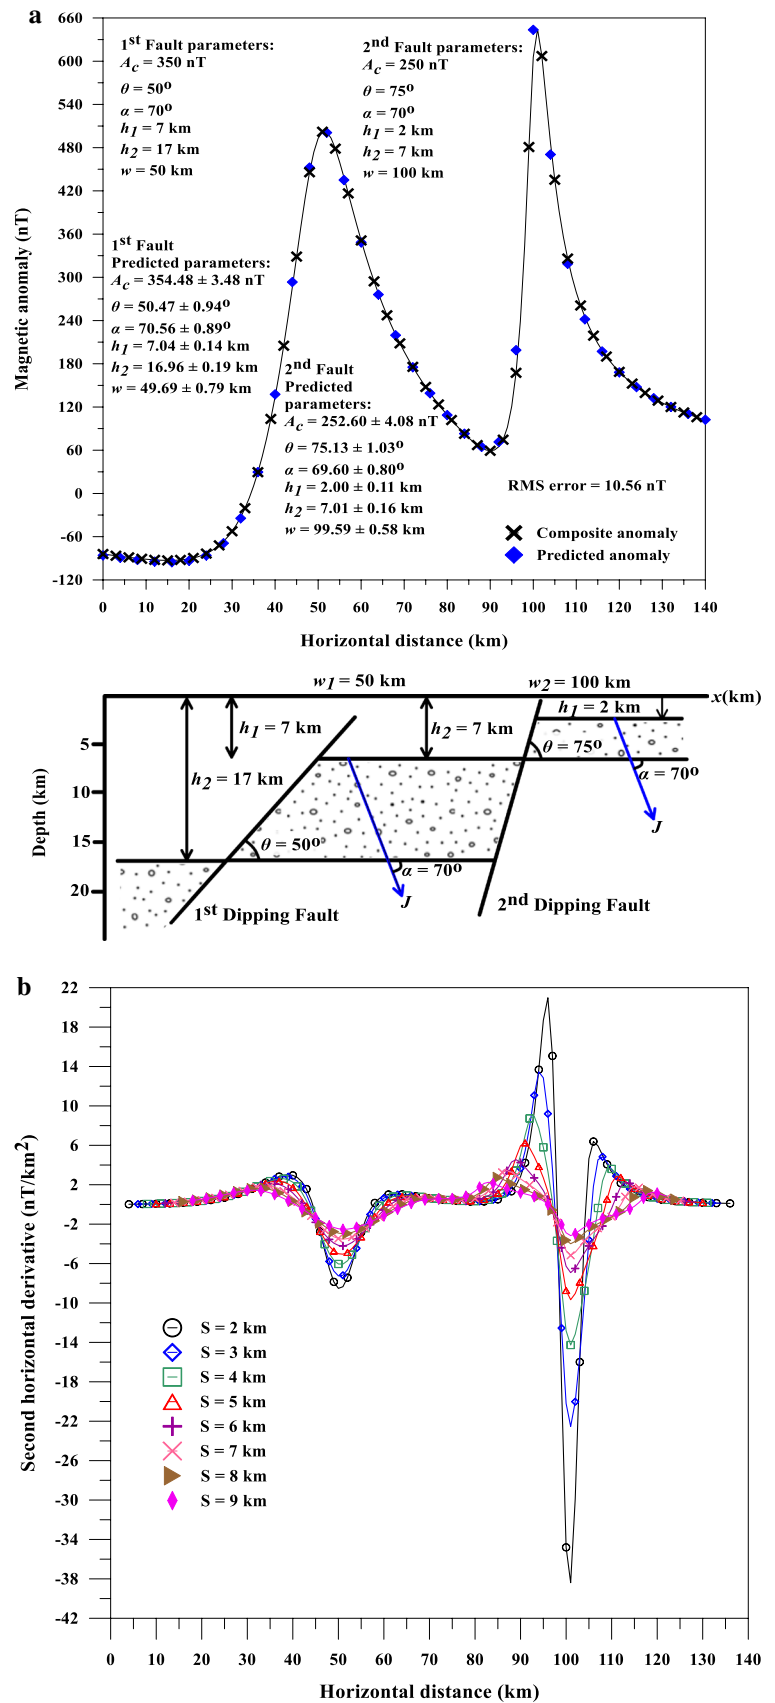 a
1st Fault parameters:
Ac = 350 nT
θ = 50o
α = 70o
h1 = 7 km
h2 = 17 km
w = 50 km
2nd Fault parameters:
Ac = 250 nT
θ = 75o
α = 70o
h1 = 2 km
h2 = 7 km
w = 100 km
1st Fault
Predicted parameters:
Ac = 354.48 ± 3.48 nT
θ = 50.47 ± 0.94o
α = 70.56 ± 0.89o
h1 = 7.04 ± 0.14 km
h2 = 16.96 ± 0.19 km
w = 49.69 ± 0.79 km
2nd Fault
Predicted
parameters:
Ac = 252.60 ± 4.08 nT
θ = 75.13 ± 1.03o
α = 69.60 ± 0.80o
h1 = 2.00 ± 0.11 km
h2 = 7.01 ± 0.16 km
w = 99.59 ± 0.58 km
RMS error = 10.56 nT
Composite anomaly
Predicted anomaly
Magnetic anomaly (nT)
660
600
540
480
420
360
300
240
180
120
60
0
-60
-120
0 10 20 30 40 50 60 70 80 90 100 110 120 130 140
Horizontal distance (km)
w1 = 50 km
w2 = 100 km
x(km)
h1 = 7 km
h2 = 7 km
h1 = 2 km
θ = 75o
α = 70o
J
h2 = 17 km
θ = 50o
α = 70o
J
1st Dipping Fault
2nd Dipping Fault
Depth (km)
5
10
15
20
b
Second horizontal derivative (nT/km2)
22
18
14
10
6
2
-2
-6
-10
-14
-18
-22
-26
-30
-34
-38
-42
S = 2 km
S = 3 km
S = 4 km
S = 5 km
S = 6 km
S = 7 km
S = 8 km
S = 9 km
0 10 20 30 40 50 60 70 80 90 100 110 120 130 140
Horizontal distance (km)